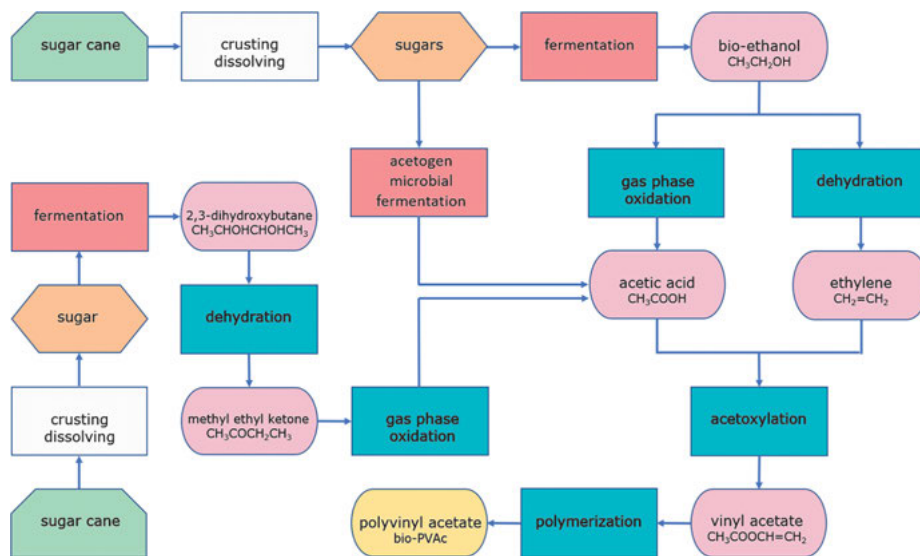 sugar cane
crusting
dissolving
sugars
fermentation
bio-ethanol
CH₃CH₂OH
acetogen
microbial
fermentation
gas phase
oxidation
dehydration
fermentation
2,3-dihydroxybutane
CH₃CHOHCHOHCH₃
acetic acid
CH₃COOH
ethylene
CH₂=CH₂
sugar
dehydration
crusting
dissolving
methyl ethyl ketone
CH₃COCH₂CH₃
gas phase
oxidation
acetoxylation
sugar cane
polyvinyl acetate
bio-PVAc
polymerization
vinyl acetate
CH₃COOCH=CH₂